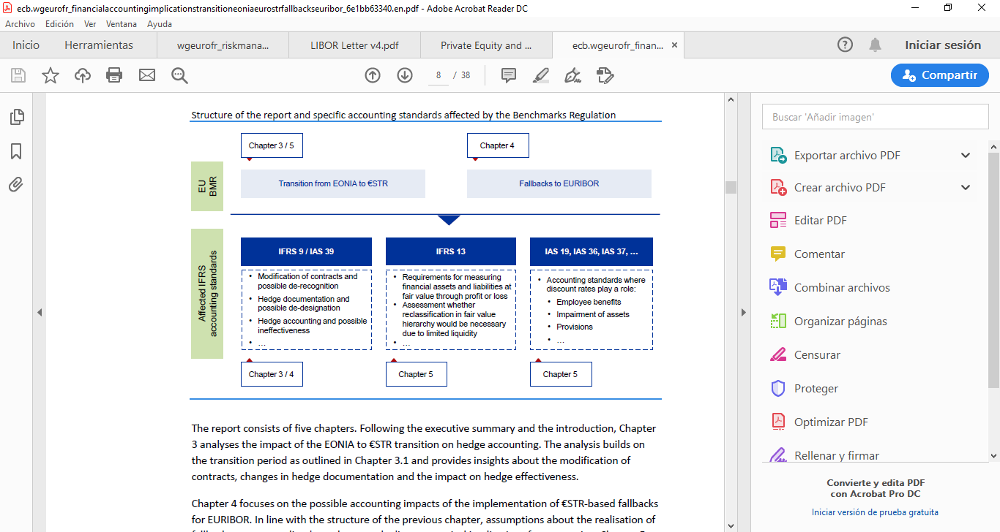 ecb.wgeurofr_financialaccountingimplicationstransitioneoniaeurostrfallbackseuribor_6e1bb63340.en.pdf - Adobe Acrobat Reader DC
Archivo Edición Ver Ventana Ayuda
Inicio Herramientas wgeurofr_riskmana... LIBOR Letter v4.pdf Private Equity and ... ecb.wgeurofr_finan... × Iniciar sesión
8 / 38 Compartir
Structure of the report and specific accounting standards affected by the Benchmarks Regulation
Chapter 3 / 5
Chapter 4
EU
BMR
Transition from EONIA to €STR
Fallbacks to EURIBOR
Affected IFRS
accounting standards
IFRS 9 / IAS 39
• Modification of contracts and
possible de-recognition
• Hedge documentation and
possible de-designation
• Hedge accounting and possible
ineffectiveness
• …
Chapter 3 / 4
IFRS 13
• Requirements for measuring
financial assets and liabilities at
fair value through profit or loss
• Assessment whether
reclassification in fair value
hierarchy would be necessary
due to limited liquidity
• …
Chapter 5
IAS 19, IAS 36, IAS 37, …
• Accounting standards where
discount rates play a role:
• Employee benefits
• Impairment of assets
• Provisions
• …
Chapter 5
The report consists of five chapters. Following the executive summary and the introduction, Chapter
3 analyses the impact of the EONIA to €STR transition on hedge accounting. The analysis builds on
the transition period as outlined in Chapter 3.1 and provides insights about the modification of
contracts, changes in hedge documentation and the impact on hedge effectiveness.
Chapter 4 focuses on the possible accounting impacts of the implementation of €STR-based fallbacks
for EURIBOR. In line with the structure of the previous chapter, assumptions about the realisation of
Buscar 'Añadir imagen'
Exportar archivo PDF
Crear archivo PDF
Editar PDF
Comentar
Combinar archivos
Organizar páginas
Censurar
Proteger
Optimizar PDF
Rellenar y firmar
Convierte y edita PDF
con Acrobat Pro DC
Iniciar versión de prueba gratuita